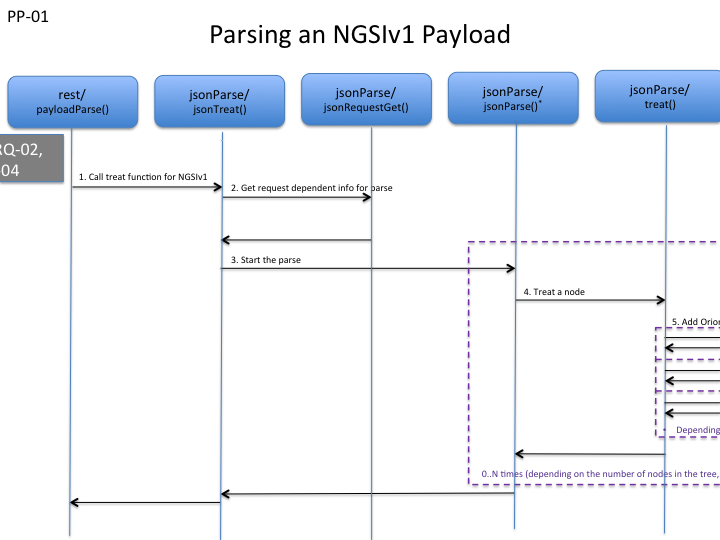 PP-01
Parsing an NGSIv1 Payload
rest/
payloadParse()
jsonParse/
jsonTreat()
jsonParse/
jsonRequestGet()
jsonParse/
jsonParse()*
jsonParse/
treat()
RQ-02,
-04
1. Call treat function for NGSIv1
2. Get request dependent info for parse
3. Start the parse
4. Treat a node
5. Add Orion
* Depending
0..N times (depending on the number of nodes in the tree,